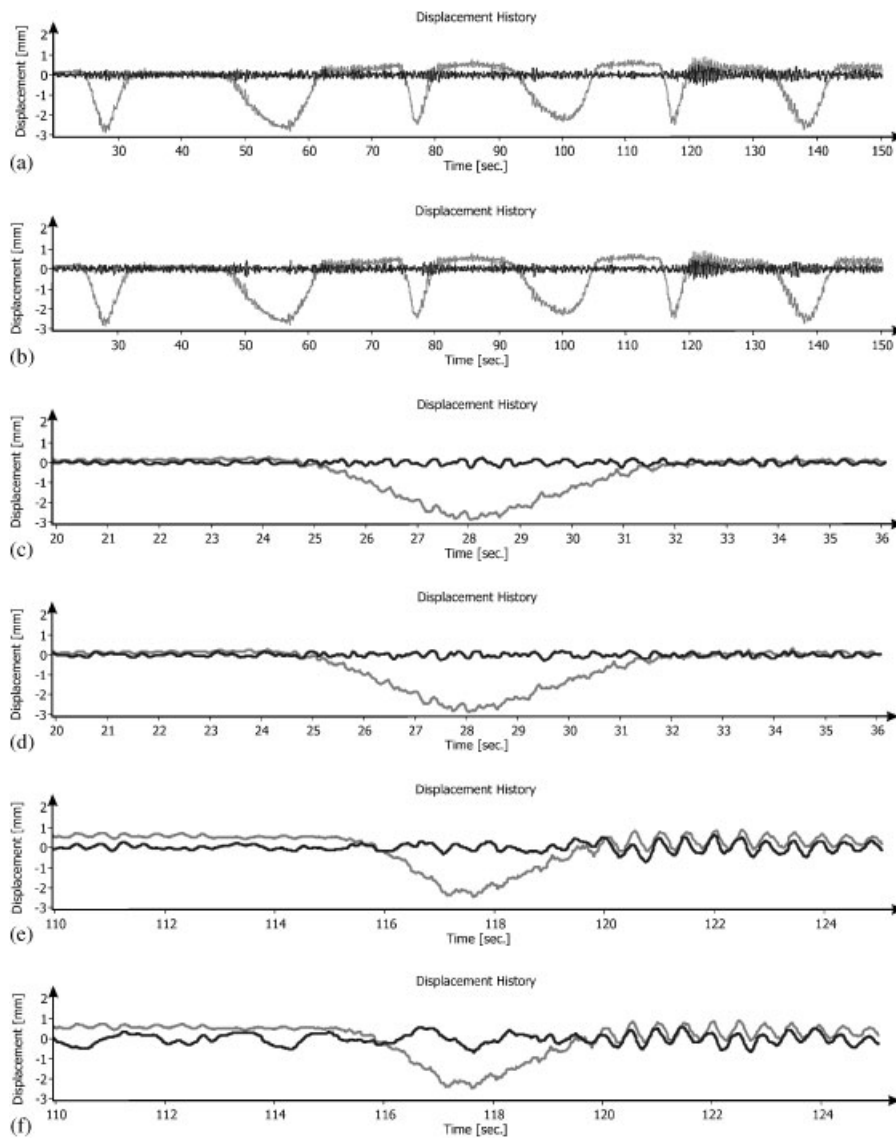 Displacement History
Displacement [mm]
2
1
0
-1
-2
-3
30 40 50 60 70 80 90 100 110 120 130 140 150
Time [sec.]
(a)
Displacement History
Displacement [mm]
2
1
0
-1
-2
-3
30 40 50 60 70 80 90 100 110 120 130 140 150
Time [sec.]
(b)
Displacement History
Displacement [mm]
2
1
0
-1
-2
-3
20 21 22 23 24 25 26 27 28 29 30 31 32 33 34 35 36
Time [sec.]
(c)
Displacement History
Displacement [mm]
2
1
0
-1
-2
-3
20 21 22 23 24 25 26 27 28 29 30 31 32 33 34 35 36
Time [sec.]
(d)
Displacement History
Displacement [mm]
2
1
0
-1
-2
-3
110 112 114 116 118 120 122 124
Time [sec.]
(e)
Displacement History
Displacement [mm]
2
1
0
-1
-2
-3
110 112 114 116 118 120 122 124
Time [sec.]
(f)